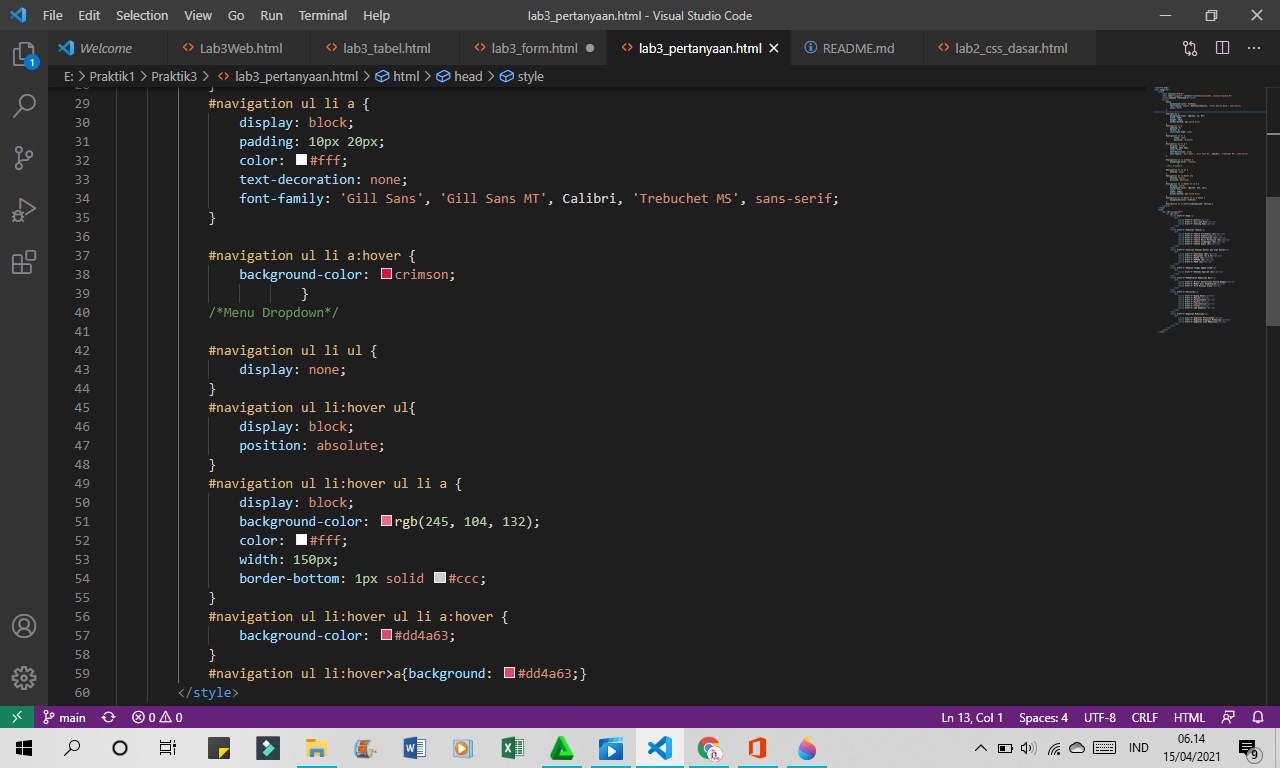 File Edit Selection View Go Run Terminal Help lab3_pertanyaan.html - Visual Studio Code
Welcome Lab3Web.html lab3_tabel.html lab3_form.html lab3_pertanyaan.html README.md lab2_css_dasar.html
E: > Praktik1 > Praktik3 > lab3_pertanyaan.html > html > head > style
29 #navigation ul li a {
30 display: block;
31 padding: 10px 20px;
32 color: #fff;
33 text-decoration: none;
34 font-family: 'Gill Sans', 'Gill Sans MT', Calibri, 'Trebuchet MS', sans-serif;
35 }
36
37 #navigation ul li a:hover {
38 background-color: crimson;
39 }
40 /*Menu Dropdown*/
41
42 #navigation ul li ul {
43 display: none;
44 }
45 #navigation ul li:hover ul{
46 display: block;
47 position: absolute;
48 }
49 #navigation ul li:hover ul li a {
50 display: block;
51 background-color: rgb(245, 104, 132);
52 color: #fff;
53 width: 150px;
54 border-bottom: 1px solid #ccc;
55 }
56 #navigation ul li:hover ul li a:hover {
57 background-color: #dd4a63;
58 }
59 #navigation ul li:hover>a{background: #dd4a63;}
60 </style>
1
main 0 0 Ln 13, Col 1 Spaces: 4 UTF-8 CRLF HTML
IND 06.14
15/04/2021 9